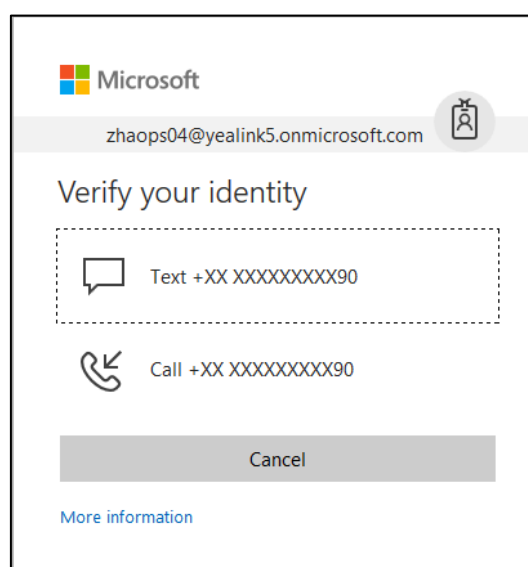 Microsoft
zhaops04@yealink5.onmicrosoft.com
Verify your identity
Text +XX XXXXXXXXX90
Call +XX XXXXXXXXX90
Cancel
More information